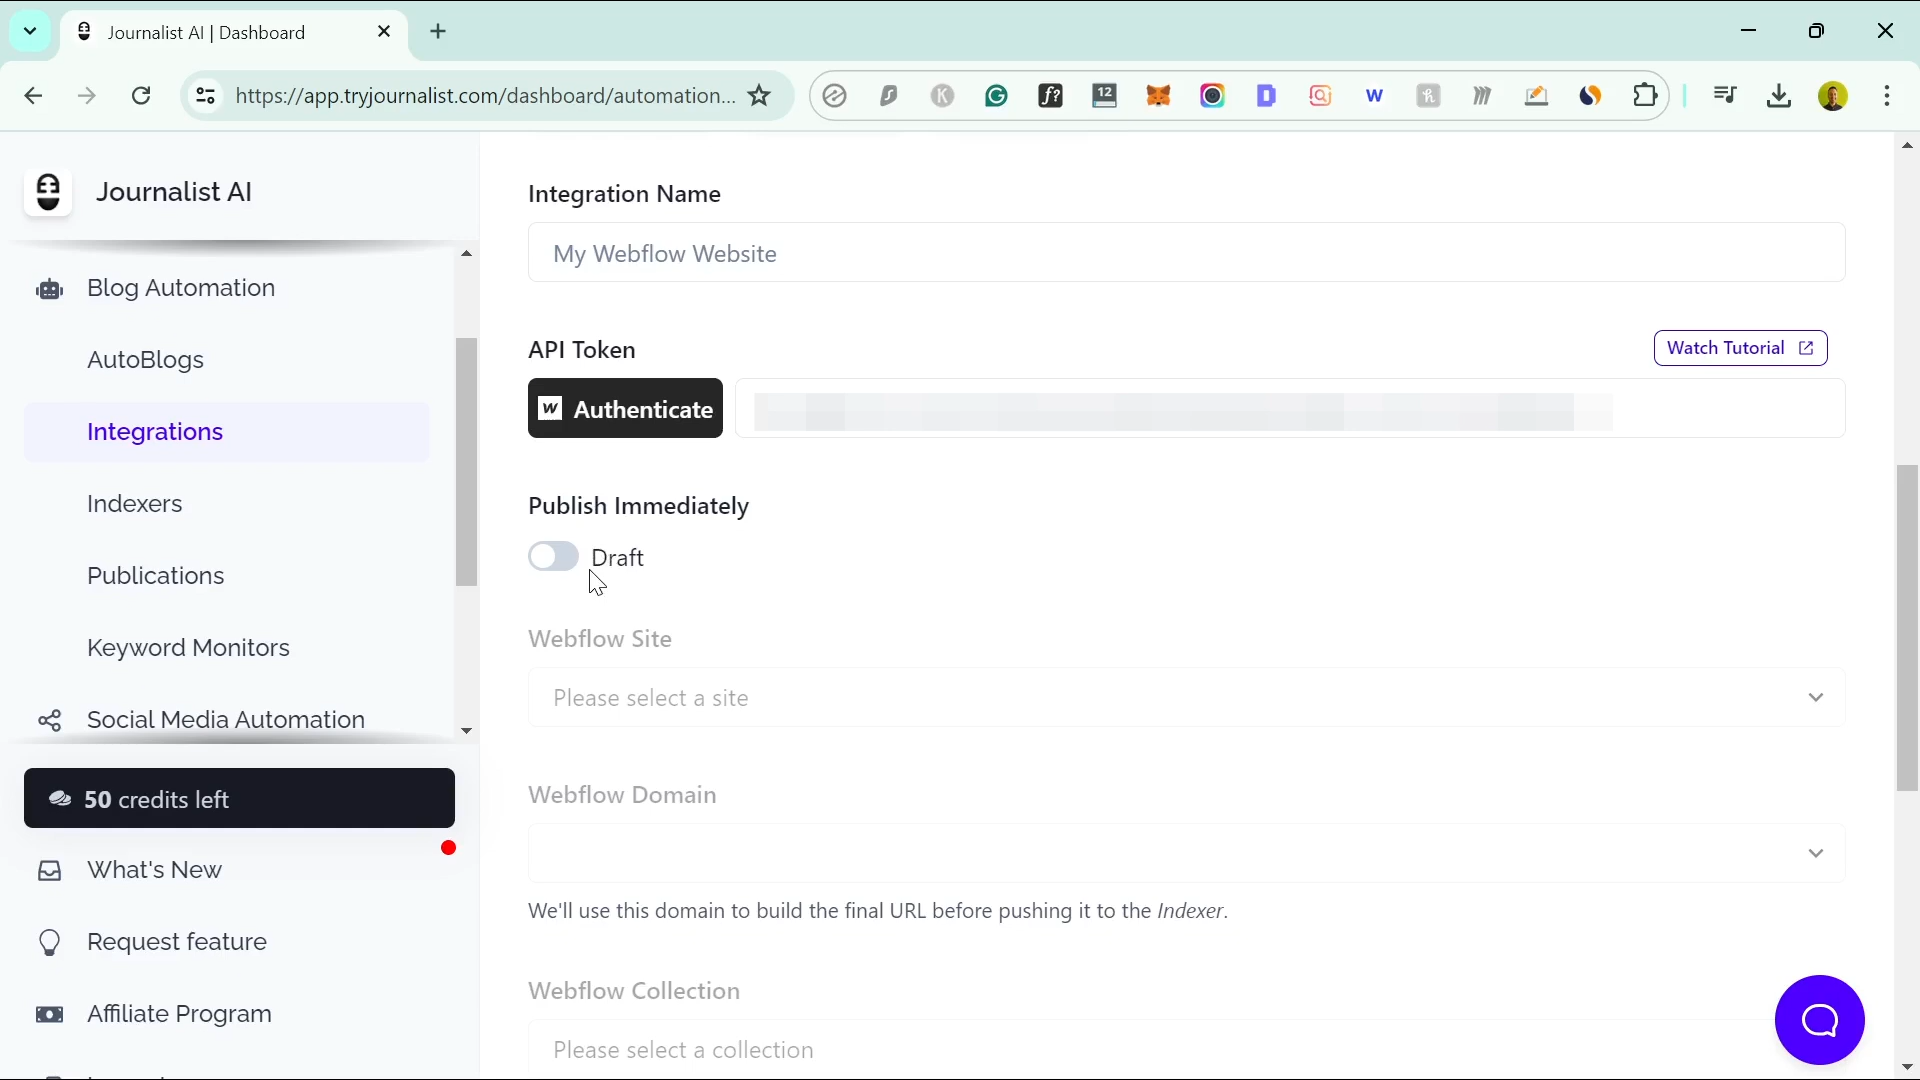 Journalist AI | Dashboard
https://app.tryjournalist.com/dashboard/automation...
12
Journalist AI
Blog Automation
AutoBlogs
Integrations
Indexers
Publications
Keyword Monitors
Social Media Automation
50 credits left
What's New
Request feature
Affiliate Program
Integration Name
My Webflow Website
API Token
Watch Tutorial
Authenticate
Publish Immediately
Draft
Webflow Site
Please select a site
Webflow Domain
We'll use this domain to build the final URL before pushing it to the Indexer.
Webflow Collection
Please select a collection